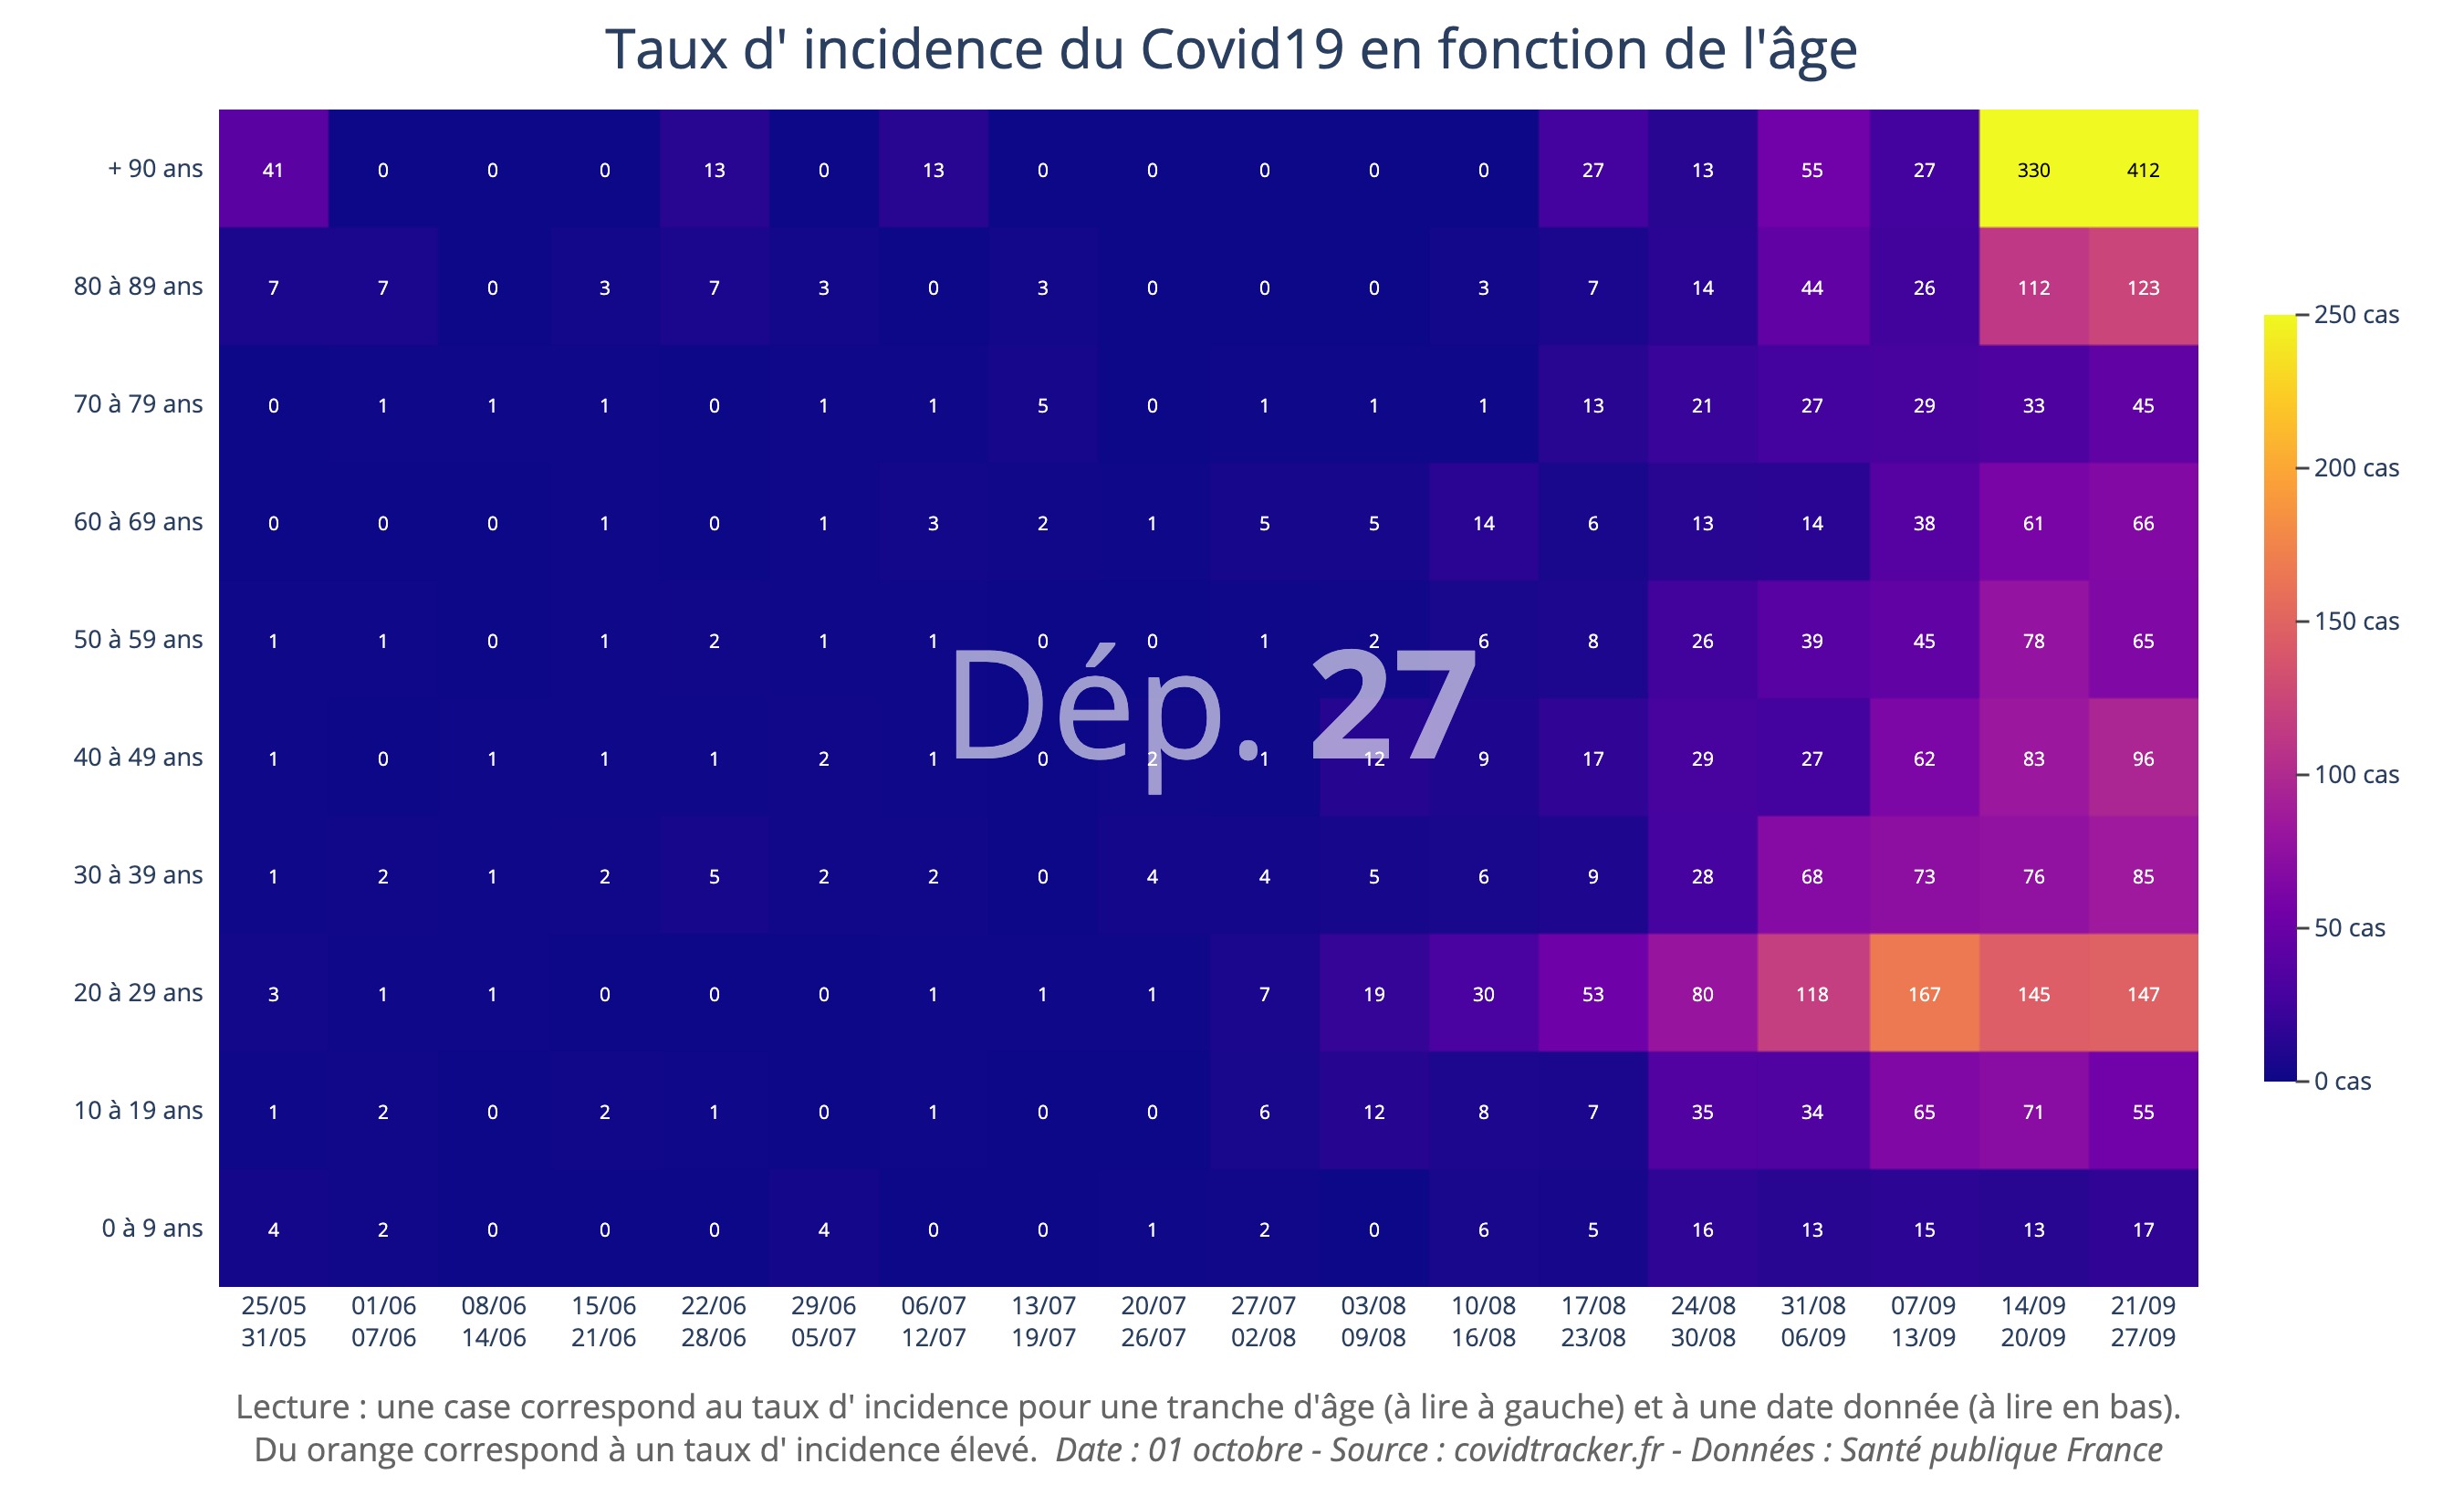 Taux d' incidence du Covid19 en fonction de l'âge
+ 90 ans 41 0 0 0 13 0 13 0 0 0 0 0 27 13 55 27 330 412
80 à 89 ans 7 7 0 3 7 3 0 3 0 0 0 3 7 14 44 26 112 123
70 à 79 ans 0 1 1 1 0 1 1 5 0 1 1 1 13 21 27 29 33 45
60 à 69 ans 0 0 0 1 0 1 3 2 1 5 5 14 6 13 14 38 61 66
50 à 59 ans 1 1 0 1 2 1 1 0 0 1 2 6 8 26 39 45 78 65
Dép. 27
40 à 49 ans 1 0 1 1 1 2 1 0 2 1 12 9 17 29 27 62 83 96
30 à 39 ans 1 2 1 2 5 2 2 0 4 4 5 6 9 28 68 73 76 85
20 à 29 ans 3 1 1 0 0 0 1 1 1 7 19 30 53 80 118 167 145 147
10 à 19 ans 1 2 0 2 1 0 1 0 0 6 12 8 7 35 34 65 71 55
0 à 9 ans 4 2 0 0 0 4 0 0 1 2 0 6 5 16 13 15 13 17
25/05 01/06 08/06 15/06 22/06 29/06 06/07 13/07 20/07 27/07 03/08 10/08 17/08 24/08 31/08 07/09 14/09 21/09
31/05 07/06 14/06 21/06 28/06 05/07 12/07 19/07 26/07 02/08 09/08 16/08 23/08 30/08 06/09 13/09 20/09 27/09
250 cas
200 cas
150 cas
100 cas
50 cas
0 cas
Lecture : une case correspond au taux d' incidence pour une tranche d'âge (à lire à gauche) et à une date donnée (à lire en bas).
Du orange correspond à un taux d' incidence élevé. Date : 01 octobre - Source : covidtracker.fr - Données : Santé publique France